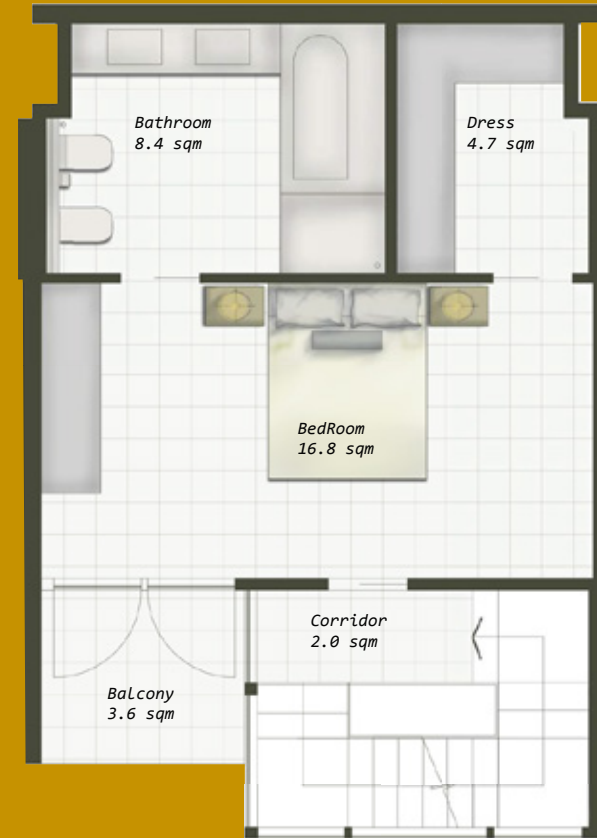 Bathroom
8.4 sqm
Dress
4.7 sqm
BedRoom
16.8 sqm
Corridor
2.0 sqm
Balcony
3.6 sqm